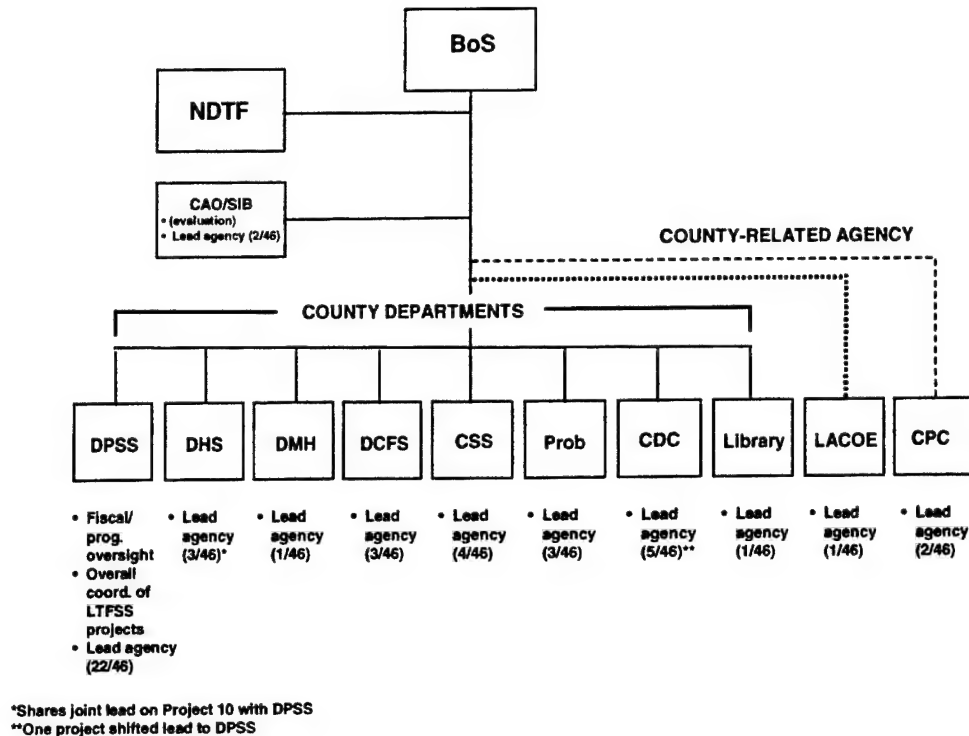 BoS
NDTF
CAO/SIB
• (evaluation)
• Lead agency (2/46)
COUNTY-RELATED AGENCY
COUNTY DEPARTMENTS
DPSS
DHS
DMH
DCFS
CSS
Prob
CDC
Library
LACOE
CPC
• Fiscal/
prog.
oversight
• Overall
coord. of
LTFSS
projects
• Lead agency
(22/46)
• Lead
agency
(3/46)*
• Lead
agency
(1/46)
• Lead
agency
(3/46)
• Lead
agency
(4/46)
• Lead
agency
(3/46)
• Lead
agency
(5/46)**
• Lead
agency
(1/46)
• Lead
agency
(1/46)
• Lead
agency
(2/46)
*Shares joint lead on Project 10 with DPSS
**One project shifted lead to DPSS